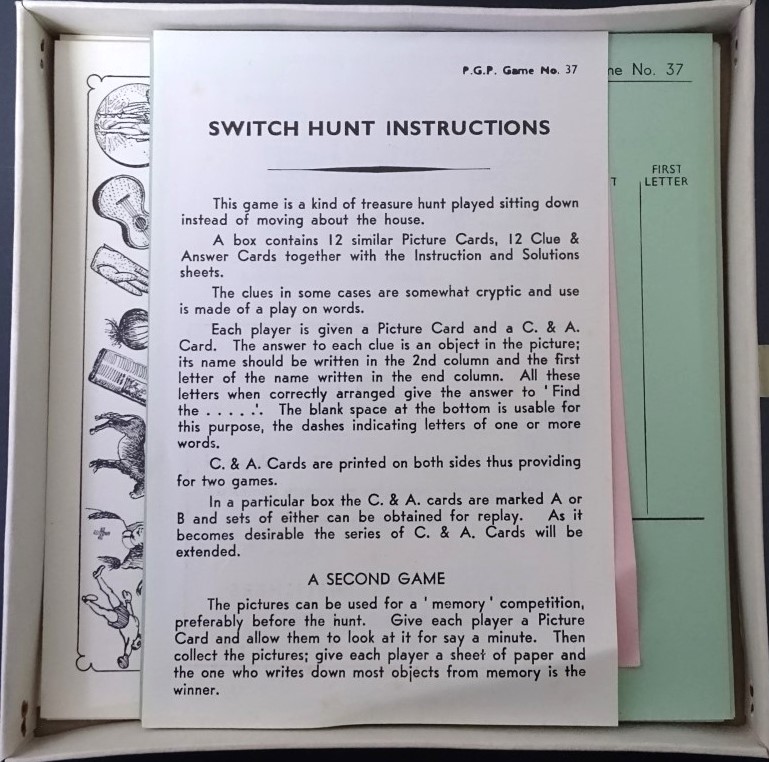 P.G.P. Game No. 37
SWITCH HUNT INSTRUCTIONS
This game is a kind of treasure hunt played sitting down
instead of moving about the house.
A box contains 12 similar Picture Cards, 12 Clue &
Answer Cards together with the Instruction and Solutions
sheets.
The clues in some cases are somewhat cryptic and use
is made of a play on words.
Each player is given a Picture Card and a C. & A.
Card. The answer to each clue is an object in the picture;
its name should be written in the 2nd column and the first
letter of the name written in the end column. All these
letters when correctly arranged give the answer to ' Find
the . . . . .'. The blank space at the bottom is usable for
this purpose, the dashes indicating letters of one or more
words.
C. & A. Cards are printed on both sides thus providing
for two games.
In a particular box the C. & A. cards are marked A or
B and sets of either can be obtained for replay. As it
becomes desirable the series of C. & A. Cards will be
extended.
A SECOND GAME
The pictures can be used for a ' memory ' competition,
preferably before the hunt. Give each player a Picture
Card and allow them to look at it for say a minute. Then
collect the pictures; give each player a sheet of paper and
the one who writes down most objects from memory is the
winner.
ne No. 37
FIRST
T LETTER